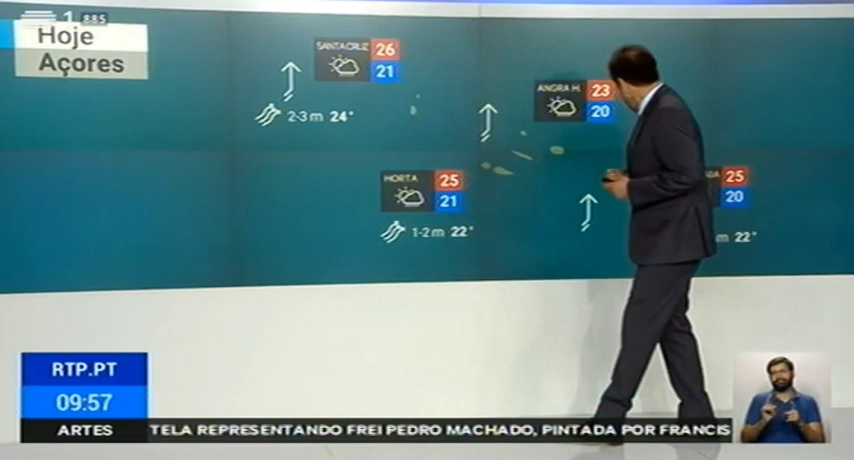 1 885
Hoje
Açores
SANTA CRUZ 26
21
2-3 m 24°
ANGRA H. 23
20
HORTA 25
21
1-2 m 22°
DA 25
20
m 22°
RTP.PT
09:57
ARTES TELA REPRESENTANDO FREI PEDRO MACHADO, PINTADA POR FRANCIS